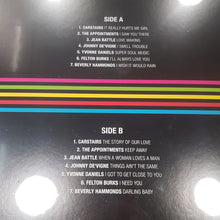 SIDE A
1. CARSTAIRS IT REALLY HURTS ME GIRL
2. THE APPOINTMENTS I SAW YOU THERE
3. JEAN BATTLE LOVE MAKING
4. JOHNNY DE'VIGNE I SMELL TROUBLE
5. YVONNE DANIELS SUPER SOUL MUSIC
6. FELTON BURKS I'LL ALWAYS LOVE YOU
7. BEVERLY HAMMONDS I WISH IT WOULD RAIN
SIDE B
1. CARSTAIRS THE STORY OF OUR LOVE
2. THE APPOINTMENTS KEEP AWAY
3. JEAN BATTLE WHEN A WOMAN LOVES A MAN
4. JOHNNY DE'VIGNE THINGS AIN'T THE SAME
5. YVONNE DANIELS I GOT TO GET CLOSE TO YOU
6. FELTON BURKS I NEED YOU
7. BEVERLY HAMMONDS DARLING BABY